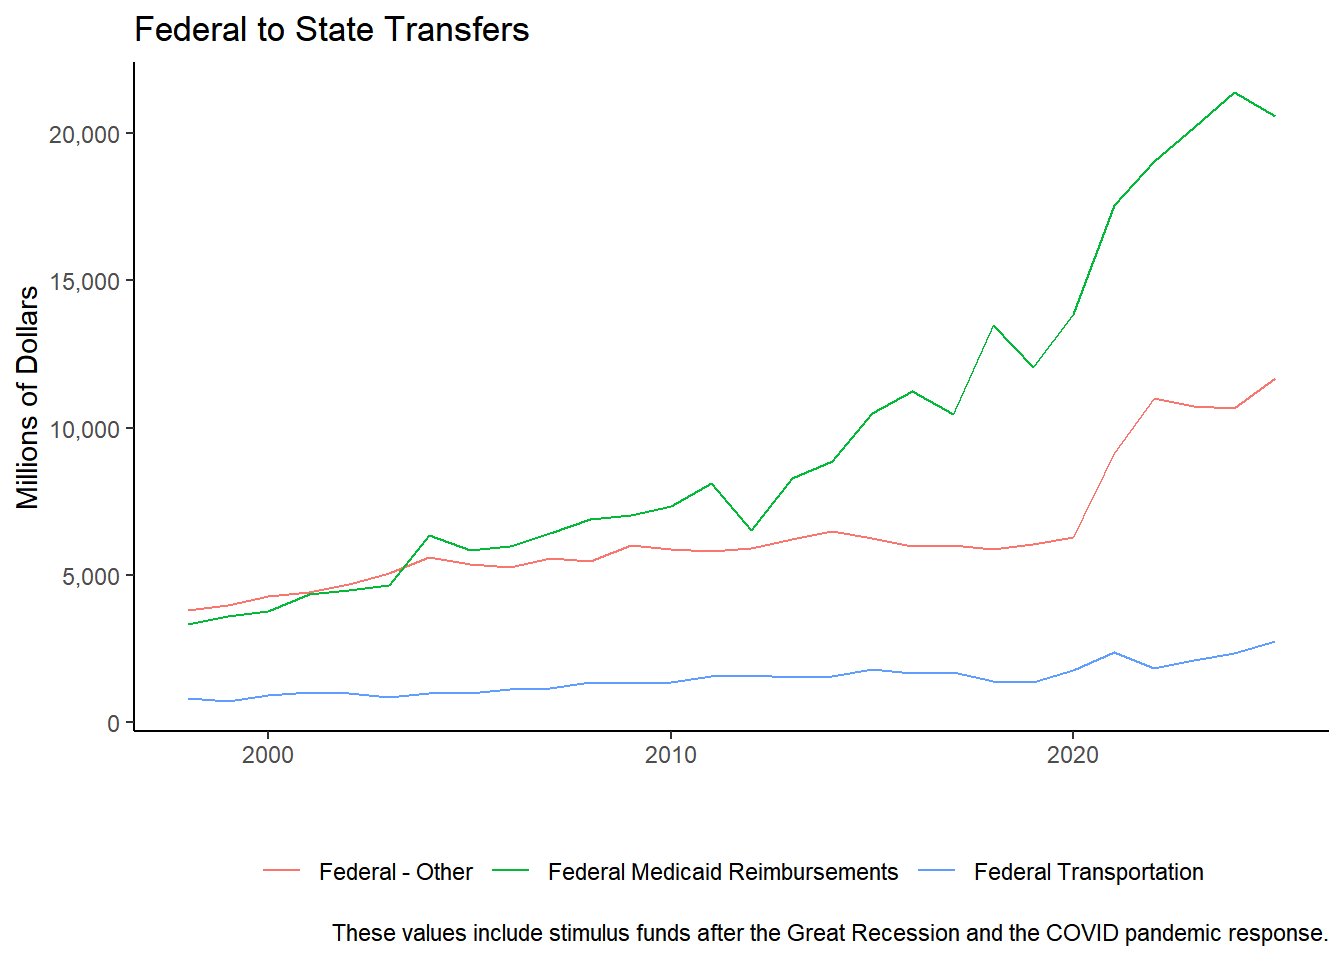 Federal to State Transfers
Millions of Dollars
20,000
15,000
10,000
5,000
0
2000 2010 2020
Federal - Other Federal Medicaid Reimbursements Federal Transportation
These values include stimulus funds after the Great Recession and the COVID pandemic response.